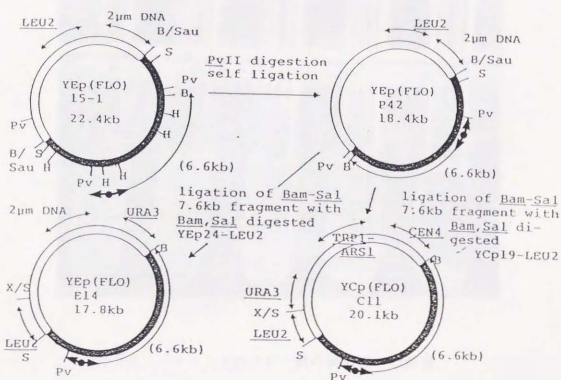 LEU2
2µm DNA
B/Sau
S
YEp(FLO)
15-1
22.4kb
Pv
B
H
H
Pv
B/
Sau
S
H
Pv
H
H
(6.6kb)
PvII digestion
self ligation
LEU2
2µm DNA
B/Sau
S
YEp(FLO)
P42
18.4kb
Pv
Pv
B
(6.6kb)
ligation of Bam-Sal
7.6kb fragment with
Bam,Sal digested
YEp24-LEU2
ligation of Bam-Sal
7.6kb fragment with
Bam,Sal di-
gested
YCp19-LEU2
2µm DNA
URA3
B
YEp(FLO)
E14
17.8kb
X/S
LEU2
S
Pv
(6.6kb)
TRP1-
ARS1
CEN4
B
URA3
X/S
LEU2
S
YCp(FLO)
C11
20.1kb
Pv
(6.6kb)